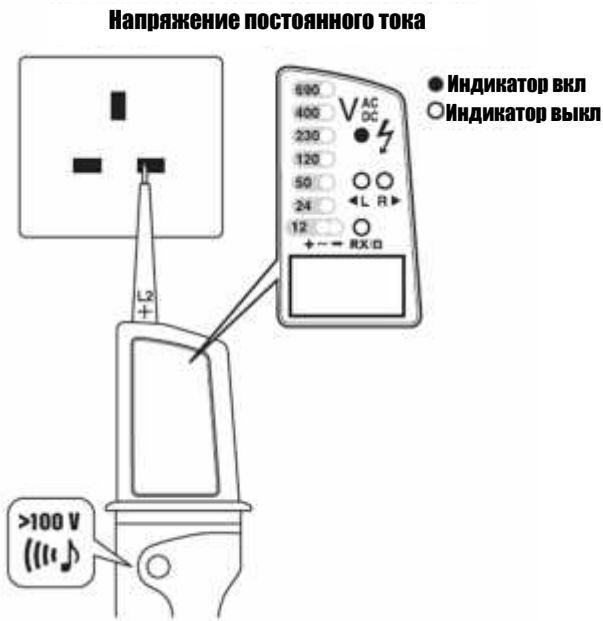 Напряжение постоянного тока
Индикатор вкл
Индикатор выкл
690
400
230
120
50
24
12
V AC DC
◄L R►
+ ~ − RX/Ω
L2
+
>100 V